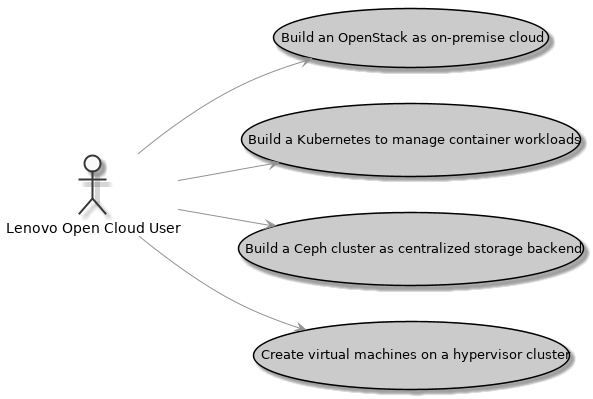 Build an OpenStack as on-premise cloud
Build a Kubernetes to manage container workloads
Lenovo Open Cloud User
Build a Ceph cluster as centralized storage backend
Create virtual machines on a hypervisor cluster